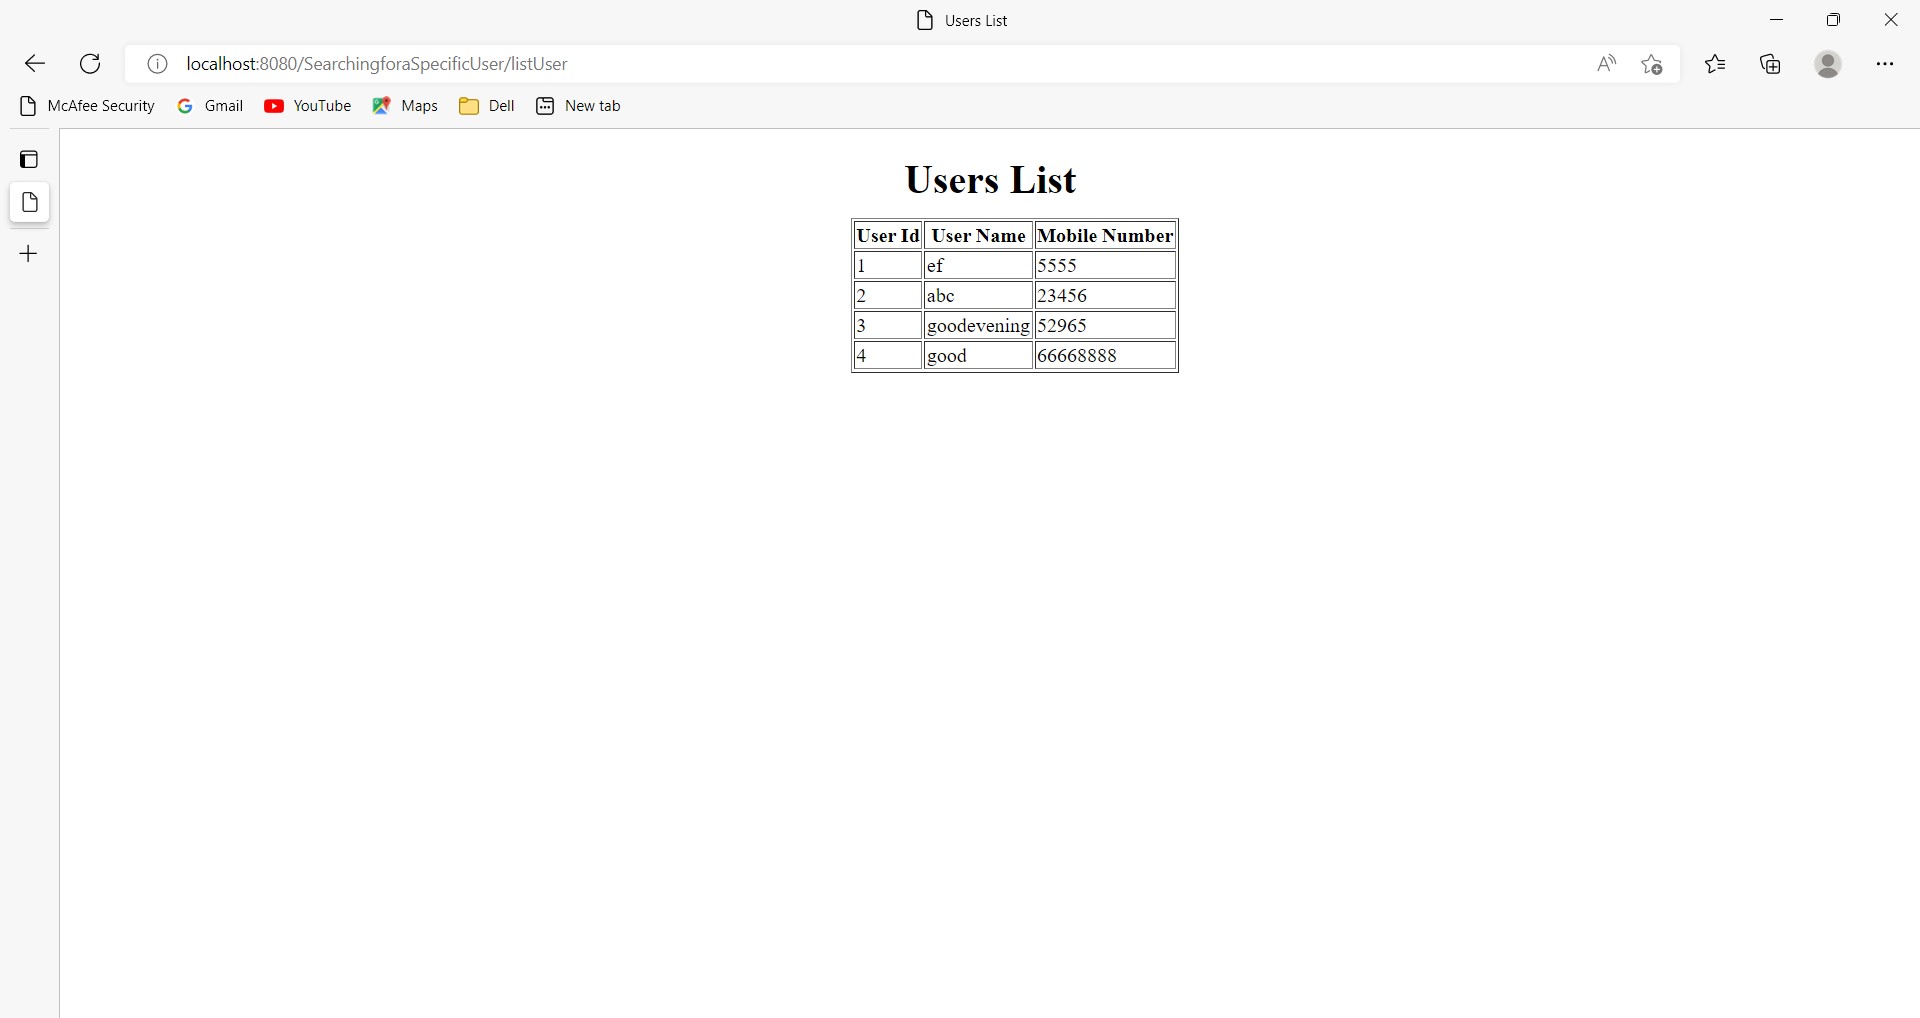 Users List
localhost:8080/SearchingforaSpecificUser/listUser
McAfee Security Gmail YouTube Maps Dell New tab
Users List
User Id User Name Mobile Number
1 ef 5555
2 abc 23456
3 goodevening 52965
4 good 66668888